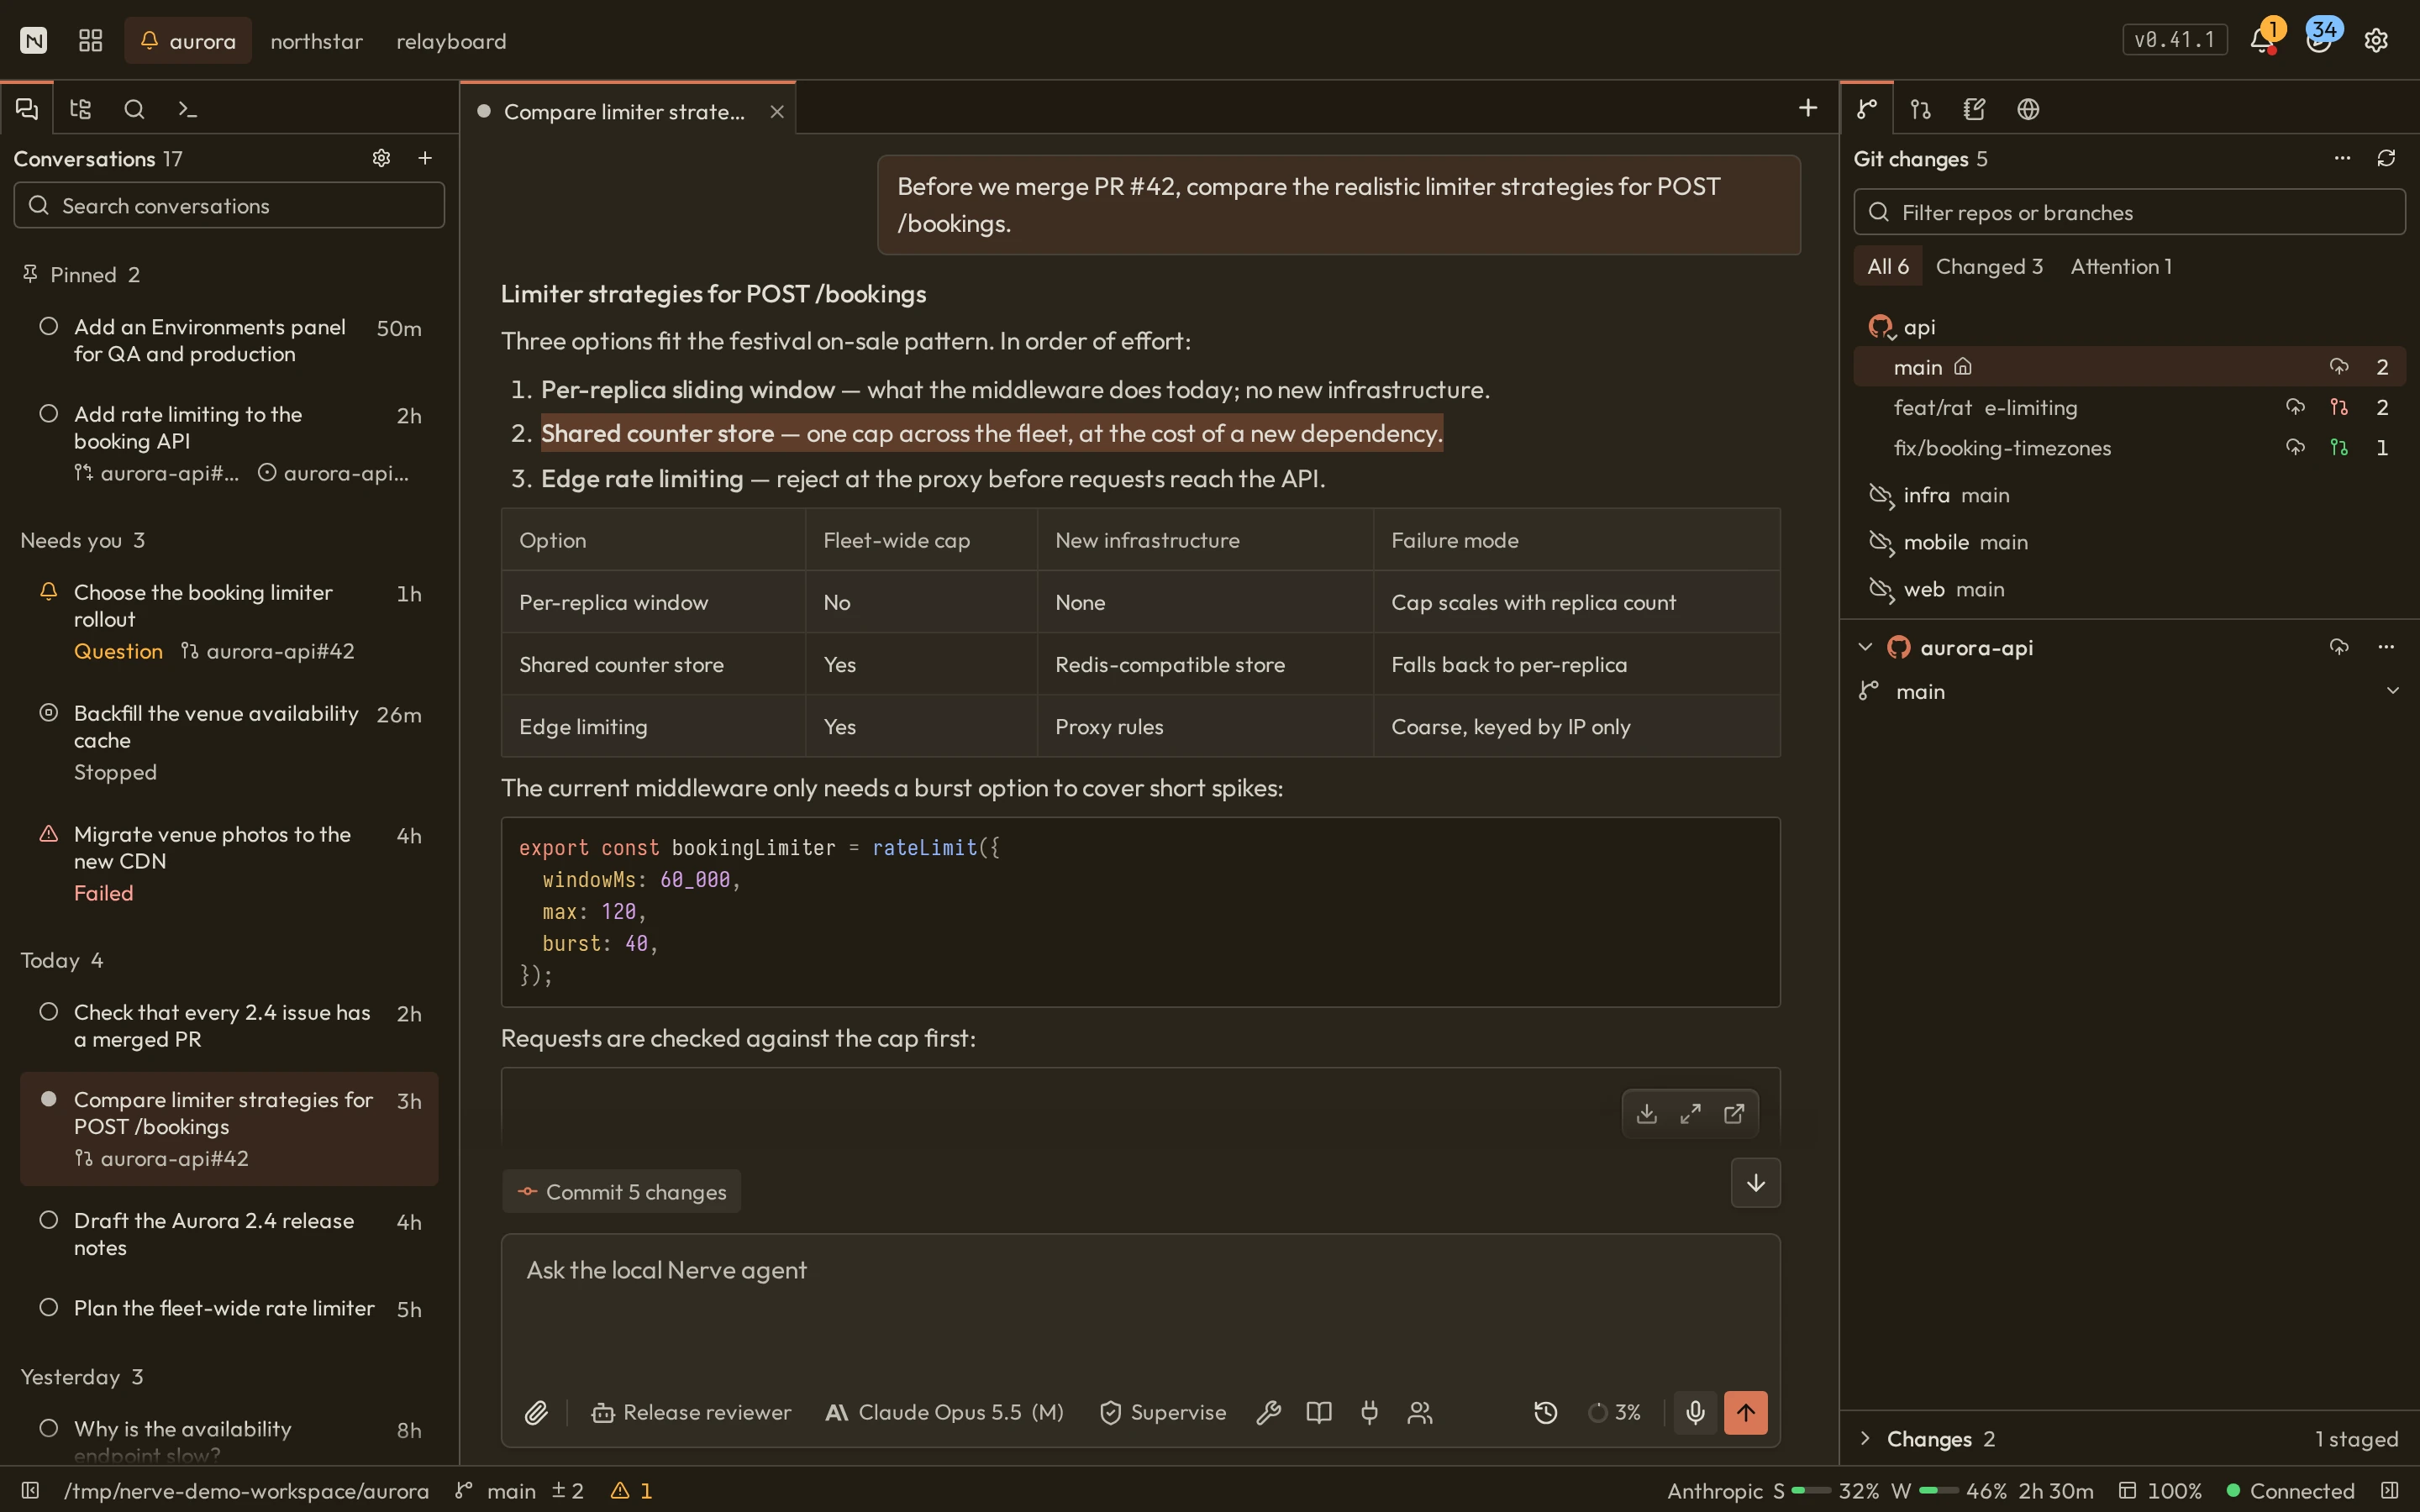 aurora
northstar
relayboard
v0.41.1
1
34
Conversations 17
Search conversations
Pinned 2
Add an Environments panel
for QA and production
50m
Add rate limiting to the
booking API
2h
aurora-api#...
aurora-api...
Needs you 3
Choose the booking limiter
rollout
1h
Question
aurora-api#42
Backfill the venue availability
cache
26m
Stopped
Migrate venue photos to the
new CDN
4h
Failed
Today 4
Check that every 2.4 issue has
a merged PR
2h
Compare limiter strategies for
POST /bookings
3h
aurora-api#42
Draft the Aurora 2.4 release
notes
4h
Plan the fleet-wide rate limiter
5h
Yesterday 3
Why is the availability
endpoint slow?
8h
Compare limiter strate...
Before we merge PR #42, compare the realistic limiter strategies for POST
/bookings.
Limiter strategies for POST /bookings
Three options fit the festival on-sale pattern. In order of effort:
1. Per-replica sliding window — what the middleware does today; no new infrastructure.
2. Shared counter store — one cap across the fleet, at the cost of a new dependency.
3. Edge rate limiting — reject at the proxy before requests reach the API.
Option Fleet-wide cap New infrastructure Failure mode
Per-replica window No None Cap scales with replica count
Shared counter store Yes Redis-compatible store Falls back to per-replica
Edge limiting Yes Proxy rules Coarse, keyed by IP only
The current middleware only needs a burst option to cover short spikes:
export const bookingLimiter = rateLimit({
windowMs: 60_000,
max: 120,
burst: 40,
});
Requests are checked against the cap first:
Commit 5 changes
Ask the local Nerve agent
Release reviewer
Claude Opus 5.5 (M)
Supervise
3%
Git changes 5
Filter repos or branches
All 6
Changed 3
Attention 1
api
main 2
feat/rat e-limiting 2
fix/booking-timezones 1
infra main
mobile main
web main
aurora-api
main
Changes 2
1 staged
/tmp/nerve-demo-workspace/aurora
main ±2
1
Anthropic S 32% W 46% 2h 30m
100%
Connected